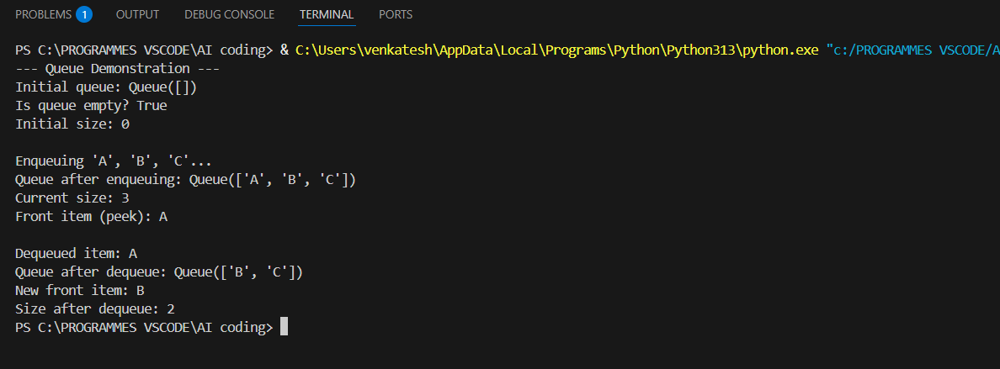 PROBLEMS 1 OUTPUT DEBUG CONSOLE TERMINAL PORTS
PS C:\PROGRAMMES VSCODE\AI coding> & C:\Users\venkatesh\AppData\Local\Programs\Python\Python313\python.exe "c:/PROGRAMMES VSCODE/A
--- Queue Demonstration ---
Initial queue: Queue([])
Is queue empty? True
Initial size: 0
Enqueuing 'A', 'B', 'C'...
Queue after enqueuing: Queue(['A', 'B', 'C'])
Current size: 3
Front item (peek): A
Dequeued item: A
Queue after dequeue: Queue(['B', 'C'])
New front item: B
Size after dequeue: 2
PS C:\PROGRAMMES VSCODE\AI coding>